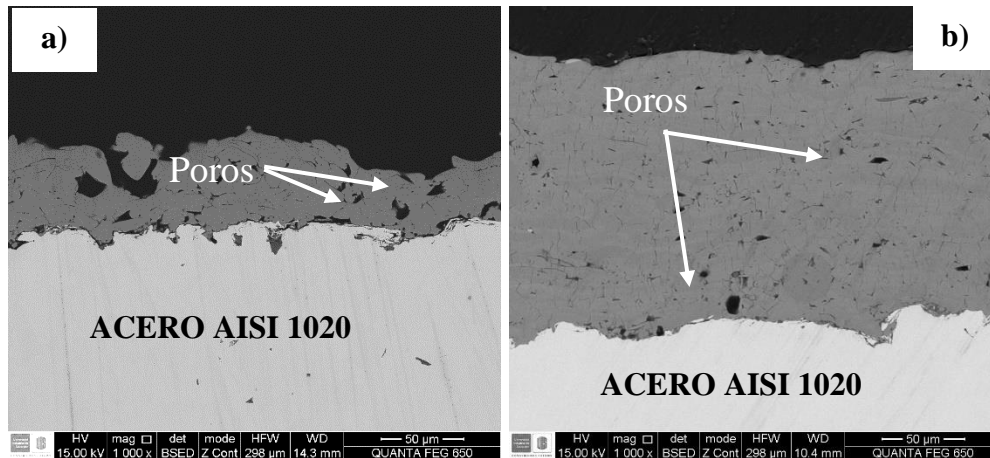 a)
Poros
ACERO AISI 1020
HV mag □ det mode HFW WD 50 µm
15.00 kV 1 000 x BSED Z Cont 298 µm 14.3 mm QUANTA FEG 650
b)
Poros
ACERO AISI 1020
HV mag □ det mode HFW WD 50 µm
15.00 kV 1 000 x BSED Z Cont 298 µm 10.4 mm QUANTA FEG 650